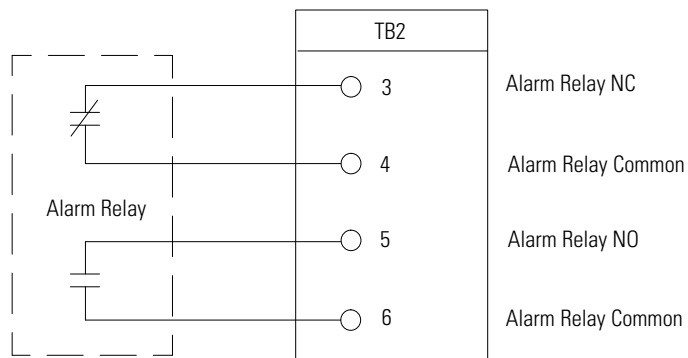 TB2
3 Alarm Relay NC
4 Alarm Relay Common
Alarm Relay
5 Alarm Relay NO
6 Alarm Relay Common